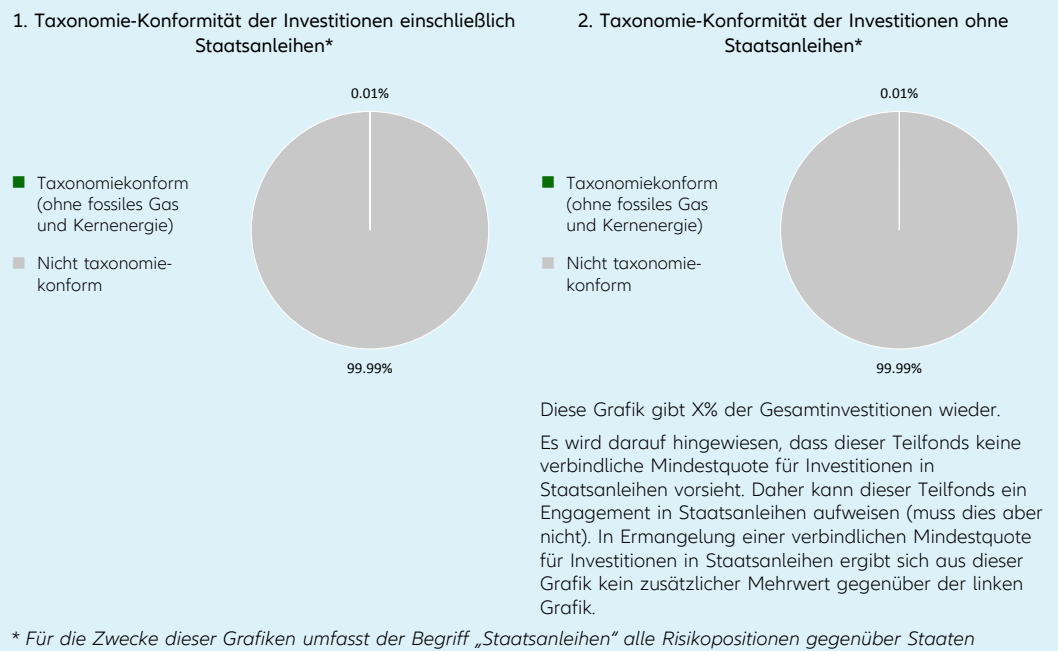 1. Taxonomie-Konformität der Investitionen einschließlich
Staatsanleihen*
0.01%
Taxonomiekonform
(ohne fossiles Gas
und Kernenergie)
Nicht taxonomie-
konform
99.99%
2. Taxonomie-Konformität der Investitionen ohne
Staatsanleihen*
0.01%
Taxonomiekonform
(ohne fossiles Gas
und Kernenergie)
Nicht taxonomie-
konform
99.99%
Diese Grafik gibt X% der Gesamtinvestitionen wieder.
Es wird darauf hingewiesen, dass dieser Teilfonds keine
verbindliche Mindestquote für Investitionen in
Staatsanleihen vorsieht. Daher kann dieser Teilfonds ein
Engagement in Staatsanleihen aufweisen (muss dies aber
nicht). In Ermangelung einer verbindlichen Mindestquote
für Investitionen in Staatsanleihen ergibt sich aus dieser
Grafik kein zusätzlicher Mehrwert gegenüber der linken
Grafik.
* Für die Zwecke dieser Grafiken umfasst der Begriff „Staatsanleihen“ alle Risikopositionen gegenüber Staaten